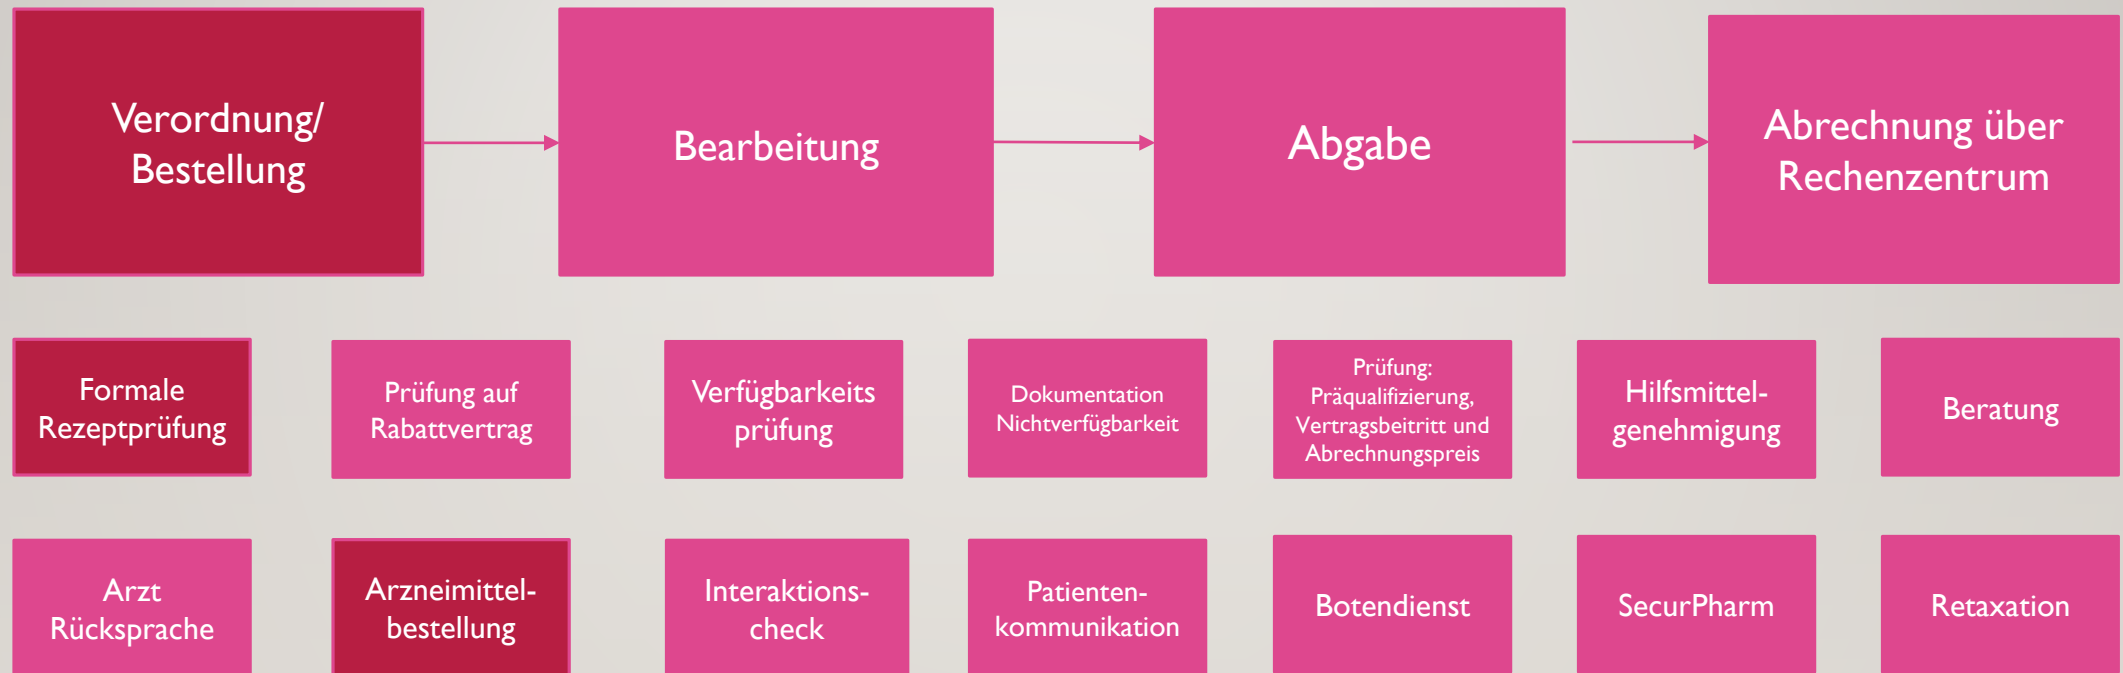 Verordnung/
Bestellung
Bearbeitung
Abgabe
Abrechnung über
Rechenzentrum
Formale
Rezeptprüfung
Prüfung auf
Rabattvertrag
Verfügbarkeits
prüfung
Dokumentation
Nichtverfügbarkeit
Prüfung:
Präqualifizierung,
Vertragsbeitritt und
Abrechnungspreis
Hilfsmittel-
genehmigung
Beratung
Arzt
Rücksprache
Arzneimittel-
bestellung
Interaktions-
check
Patienten-
kommunikation
Botendienst
SecurPharm
Retaxation